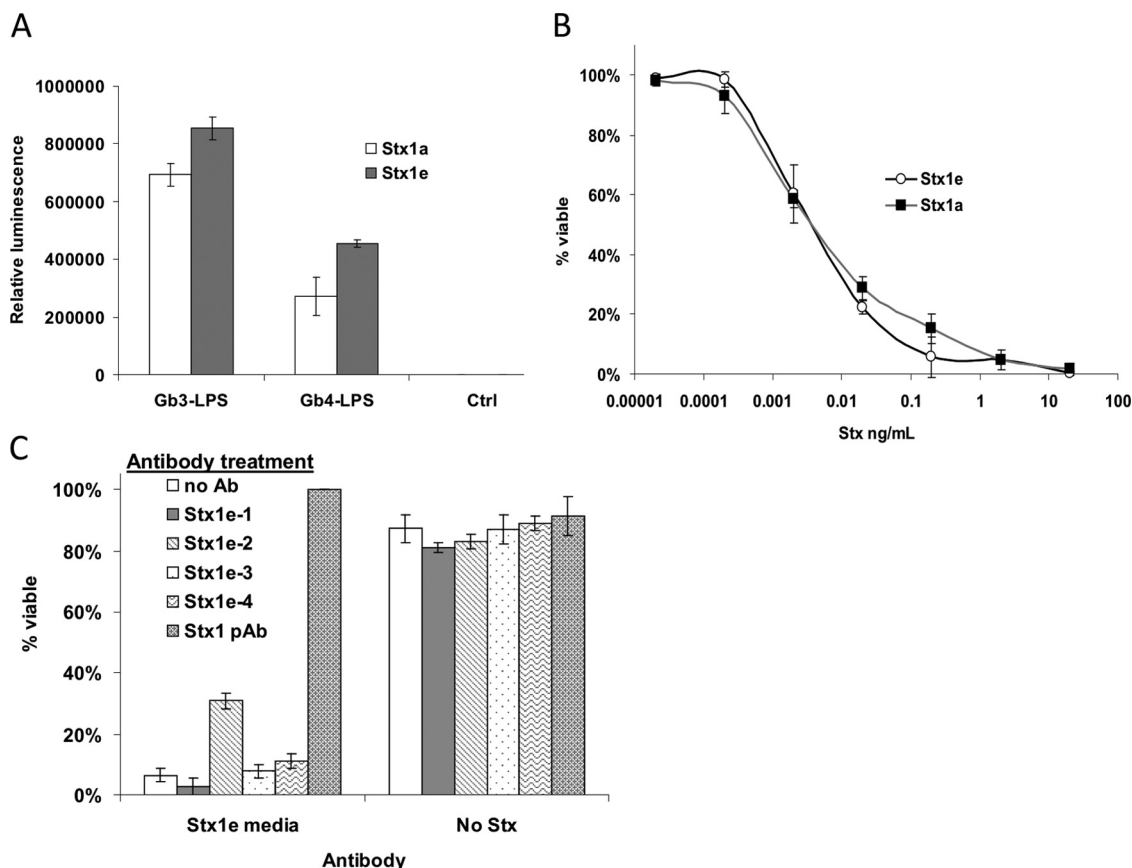 A
Relative luminescence
1000000
800000
600000
400000
200000
0
Stx1a
Stx1e
Gb3-LPS Gb4-LPS Ctrl
B
% viable
100%
80%
60%
40%
20%
0%
Stx1e
Stx1a
0.00001 0.0001 0.001 0.01 0.1 1 10 100
Stx ng/mL
C
Antibody treatment
% viable
100%
80%
60%
40%
20%
0%
no Ab
Stx1e-1
Stx1e-2
Stx1e-3
Stx1e-4
Stx1 pAb
Stx1e media No Stx
Antibody